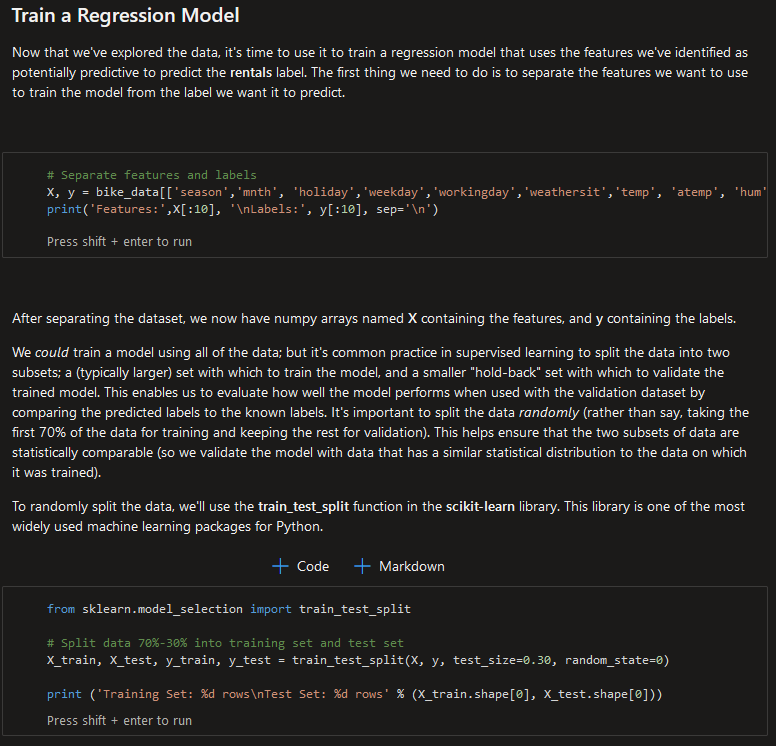 Train a Regression Model
Now that we've explored the data, it's time to use it to train a regression model that uses the features we've identified as
potentially predictive to predict the rentals label. The first thing we need to do is to separate the features we want to use
to train the model from the label we want it to predict.
# Separate features and labels
X, y = bike_data[['season','mnth', 'holiday','weekday','workingday','weathersit','temp', 'atemp', 'hum'
print('Features:',X[:10], '\nLabels:', y[:10], sep='\n')
Press shift + enter to run
After separating the dataset, we now have numpy arrays named X containing the features, and y containing the labels.
We could train a model using all of the data; but it's common practice in supervised learning to split the data into two
subsets; a (typically larger) set with which to train the model, and a smaller "hold-back" set with which to validate the
trained model. This enables us to evaluate how well the model performs when used with the validation dataset by
comparing the predicted labels to the known labels. It's important to split the data randomly (rather than say, taking the
first 70% of the data for training and keeping the rest for validation). This helps ensure that the two subsets of data are
statistically comparable (so we validate the model with data that has a similar statistical distribution to the data on which
it was trained).
To randomly split the data, we'll use the train_test_split function in the scikit-learn library. This library is one of the most
widely used machine learning packages for Python.
+ Code + Markdown
from sklearn.model_selection import train_test_split
# Split data 70%-30% into training set and test set
X_train, X_test, y_train, y_test = train_test_split(X, y, test_size=0.30, random_state=0)
print ('Training Set: %d rows\nTest Set: %d rows' % (X_train.shape[0], X_test.shape[0]))
Press shift + enter to run